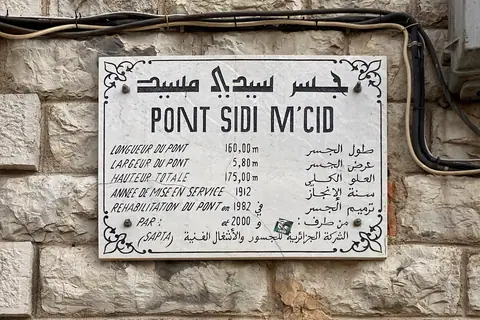 جسر سيدي مسيد
PONT SIDI M'CID
LONGUEUR DU PONT 160,00m طول الجسر
LARGEUR DU PONT 5,80m عرض الجسر
HAUTEUR TOTALE 175,00m العلو الكلي
ANNEE DE MISE EN SERVICE 1912 سنة الإنجاز
REHABILITATION DU PONT en 1982 في ترميم الجسر
PAR : et 2000 و من طرف :
(SAPTA) الشركة الجزائرية للجسور والأشغال الفنية